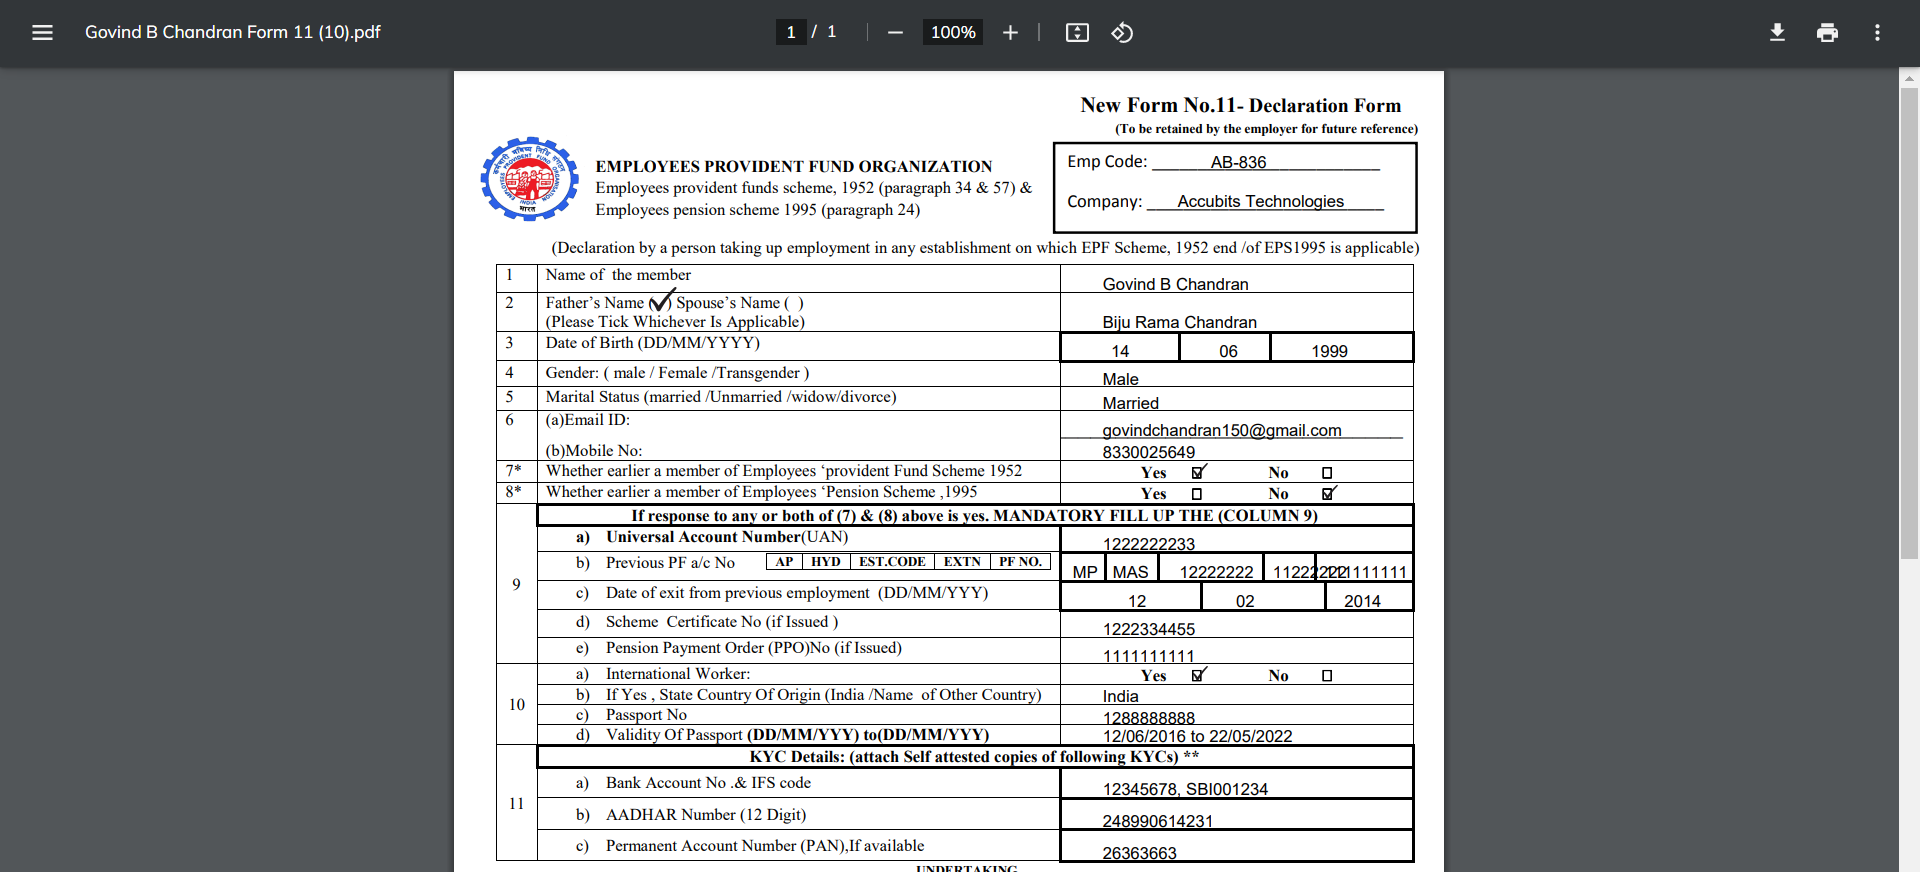 Govind B Chandran Form 11 (10).pdf
1 / 1
100%
New Form No.11- Declaration Form
(To be retained by the employer for future reference)
Emp Code: AB-836
Company: Accubits Technologies
EMPLOYEES PROVIDENT FUND ORGANIZATION
Employees provident funds scheme, 1952 (paragraph 34 & 57) &
Employees pension scheme 1995 (paragraph 24)
(Declaration by a person taking up employment in any establishment on which EPF Scheme, 1952 end /of EPS1995 is applicable)
1 Name of the member Govind B Chandran
2 Father's Name ( ) Spouse's Name ( )
(Please Tick Whichever Is Applicable) Biju Rama Chandran
3 Date of Birth (DD/MM/YYYY) 14 06 1999
4 Gender: ( male / Female /Transgender ) Male
5 Marital Status (married /Unmarried /widow/divorce) Married
6 (a)Email ID: govindchandran150@gmail.com
(b)Mobile No: 8330025649
7* Whether earlier a member of Employees ‘provident Fund Scheme 1952 Yes No
8* Whether earlier a member of Employees ‘Pension Scheme ,1995 Yes No
If response to any or both of (7) & (8) above is yes. MANDATORY FILL UP THE (COLUMN 9)
9
a) Universal Account Number(UAN) 1222222233
b) Previous PF a/c No AP HYD EST.CODE EXTN PF NO. MP MAS 12222222
c) Date of exit from previous employment (DD/MM/YYY) 12 02 2014
d) Scheme Certificate No (if Issued ) 1222334455
e) Pension Payment Order (PPO)No (if Issued) 1111111111
10
a) International Worker: Yes No
b) If Yes , State Country Of Origin (India /Name of Other Country) India
c) Passport No 1288888888
d) Validity Of Passport (DD/MM/YYY) to(DD/MM/YYY) 12/06/2016 to 22/05/2022
KYC Details: (attach Self attested copies of following KYCs) **
11
a) Bank Account No .& IFS code 12345678, SBI001234
b) AADHAR Number (12 Digit) 248990614231
c) Permanent Account Number (PAN),If available 26363663
UNDERTAKING